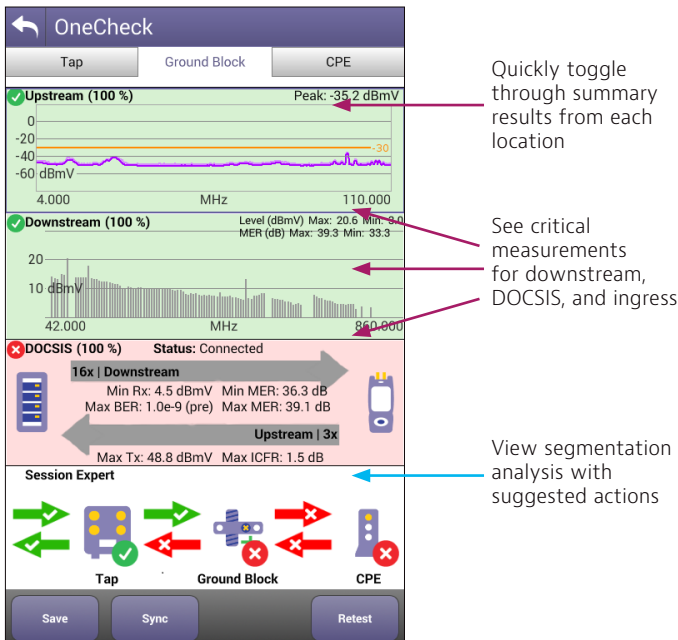 OneCheck
Tap Ground Block CPE
Upstream (100 %) Peak: -35.2 dBmV
0
-20
-30
-40
-60 dBmV
4.000 MHz 110.000
Downstream (100 %) Level (dBmV) Max: 20.6 Min: 3.0
MER (dB) Max: 39.3 Min: 33.3
20
10 dBmV
42.000 MHz 860.000
DOCSIS (100 %) Status: Connected
16x | Downstream
Min Rx: 4.5 dBmV Min MER: 36.3 dB
Max BER: 1.0e-9 (pre) Max MER: 39.1 dB
Upstream | 3x
Max Tx: 48.8 dBmV Max ICFR: 1.5 dB
Session Expert
Tap Ground Block CPE
Save Sync Retest
Quickly toggle
through summary
results from each
location
See critical
measurements
for downstream,
DOCSIS, and ingress
View segmentation
analysis with
suggested actions